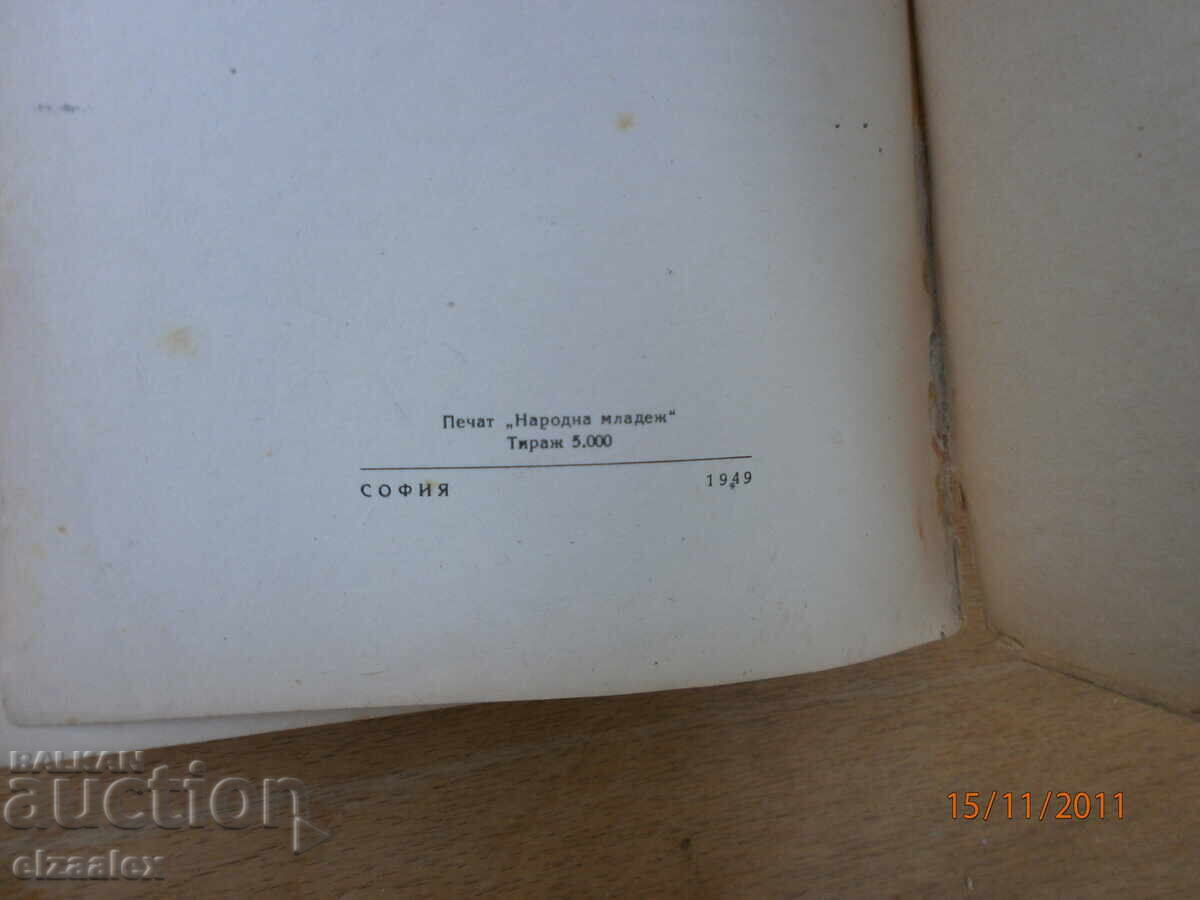 Печат „Народна младеж“
Тираж 5.000
СОФИЯ 1949
BALKAN
auction
elzaalex
15/11/2011